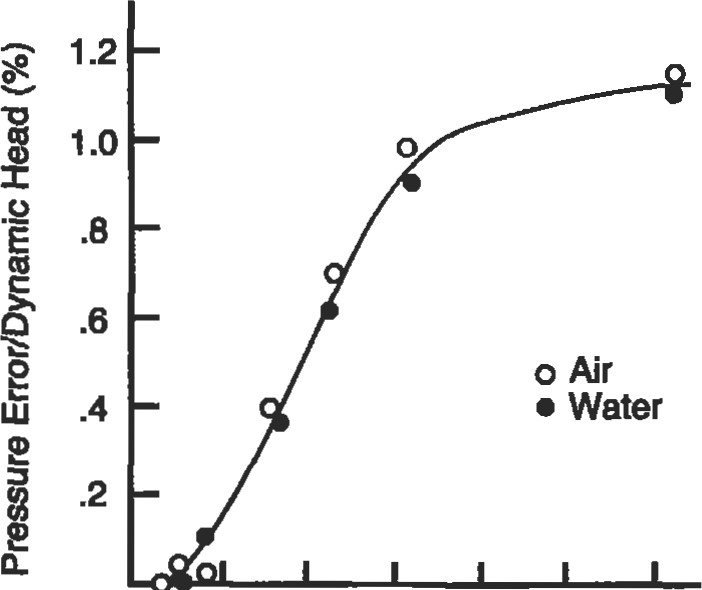 Pressure Error/Dynamic Head (%)
1.2
1.0
.8
.6
.4
.2
Air
Water